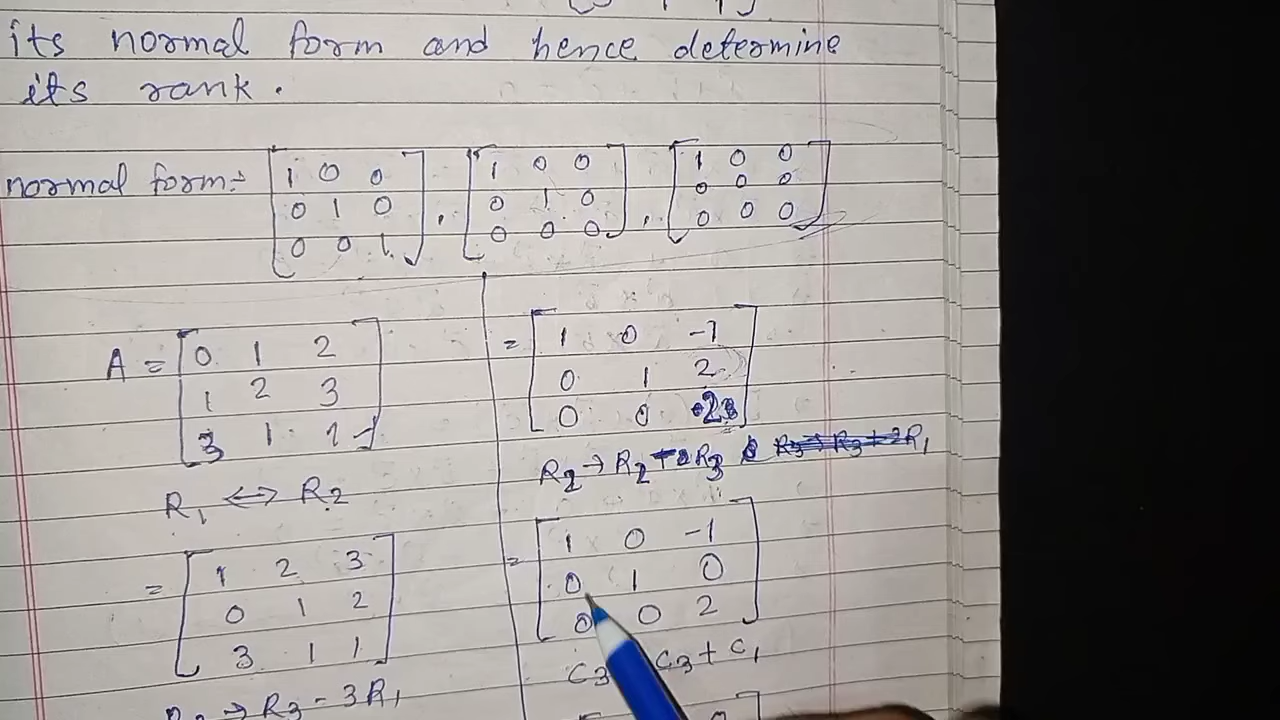 its normal form and hence determine
its rank.
normal form:- [1 0 0 , [1 0 0 , [1 0 0
0 1 0 0 1 0 0 0 0
0 0 1] 0 0 0] 0 0 0]
A = [0 1 2
1 2 3
3 1 1]
R1 ↔ R2
= [1 2 3
0 1 2
3 1 1]
→ R3 - 3R1
= [1 0 -1
0 1 2
0 0 2]
R2 → R2 - R3
= [1 0 -1
0 1 0
0 0 2]
C3 C3 + C1